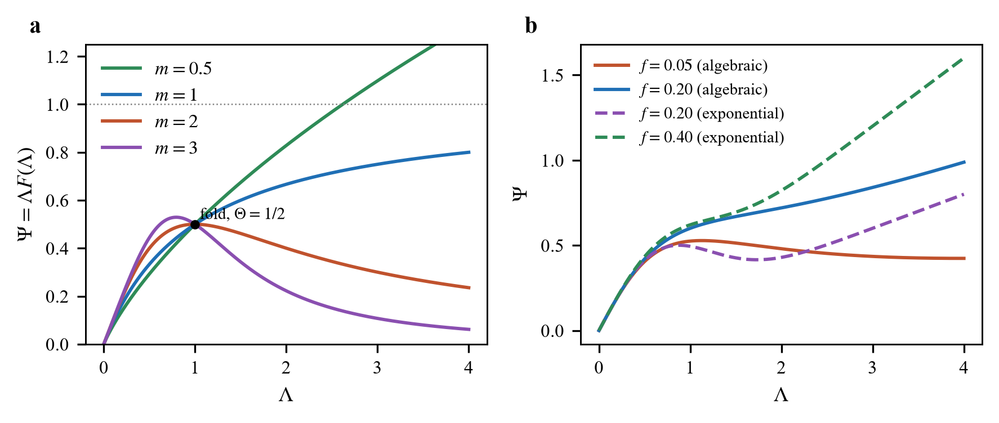 a
Ψ = ΛF(Λ)
1.2
1.0
0.8
0.6
0.4
0.2
0.0
m = 0.5
m = 1
m = 2
m = 3
fold, Θ = 1/2
0 1 2 3 4
Λ
b
Ψ
1.5
1.0
0.5
0.0
f = 0.05 (algebraic)
f = 0.20 (algebraic)
f = 0.20 (exponential)
f = 0.40 (exponential)
0 1 2 3 4
Λ